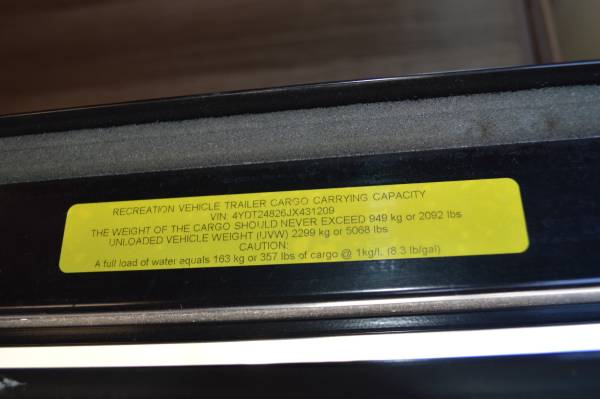 RECREATION VEHICLE TRAILER CARGO CARRYING CAPACITY
VIN: 4YDT24826JX431209
THE WEIGHT OF THE CARGO SHOULD NEVER EXCEED 949 kg or 2092 lbs
UNLOADED VEHICLE WEIGHT (UVW) 2299 kg or 5068 lbs
CAUTION:
A full load of water equals 163 kg or 357 lbs of cargo @ 1kg/L (8.3 lb/gal)